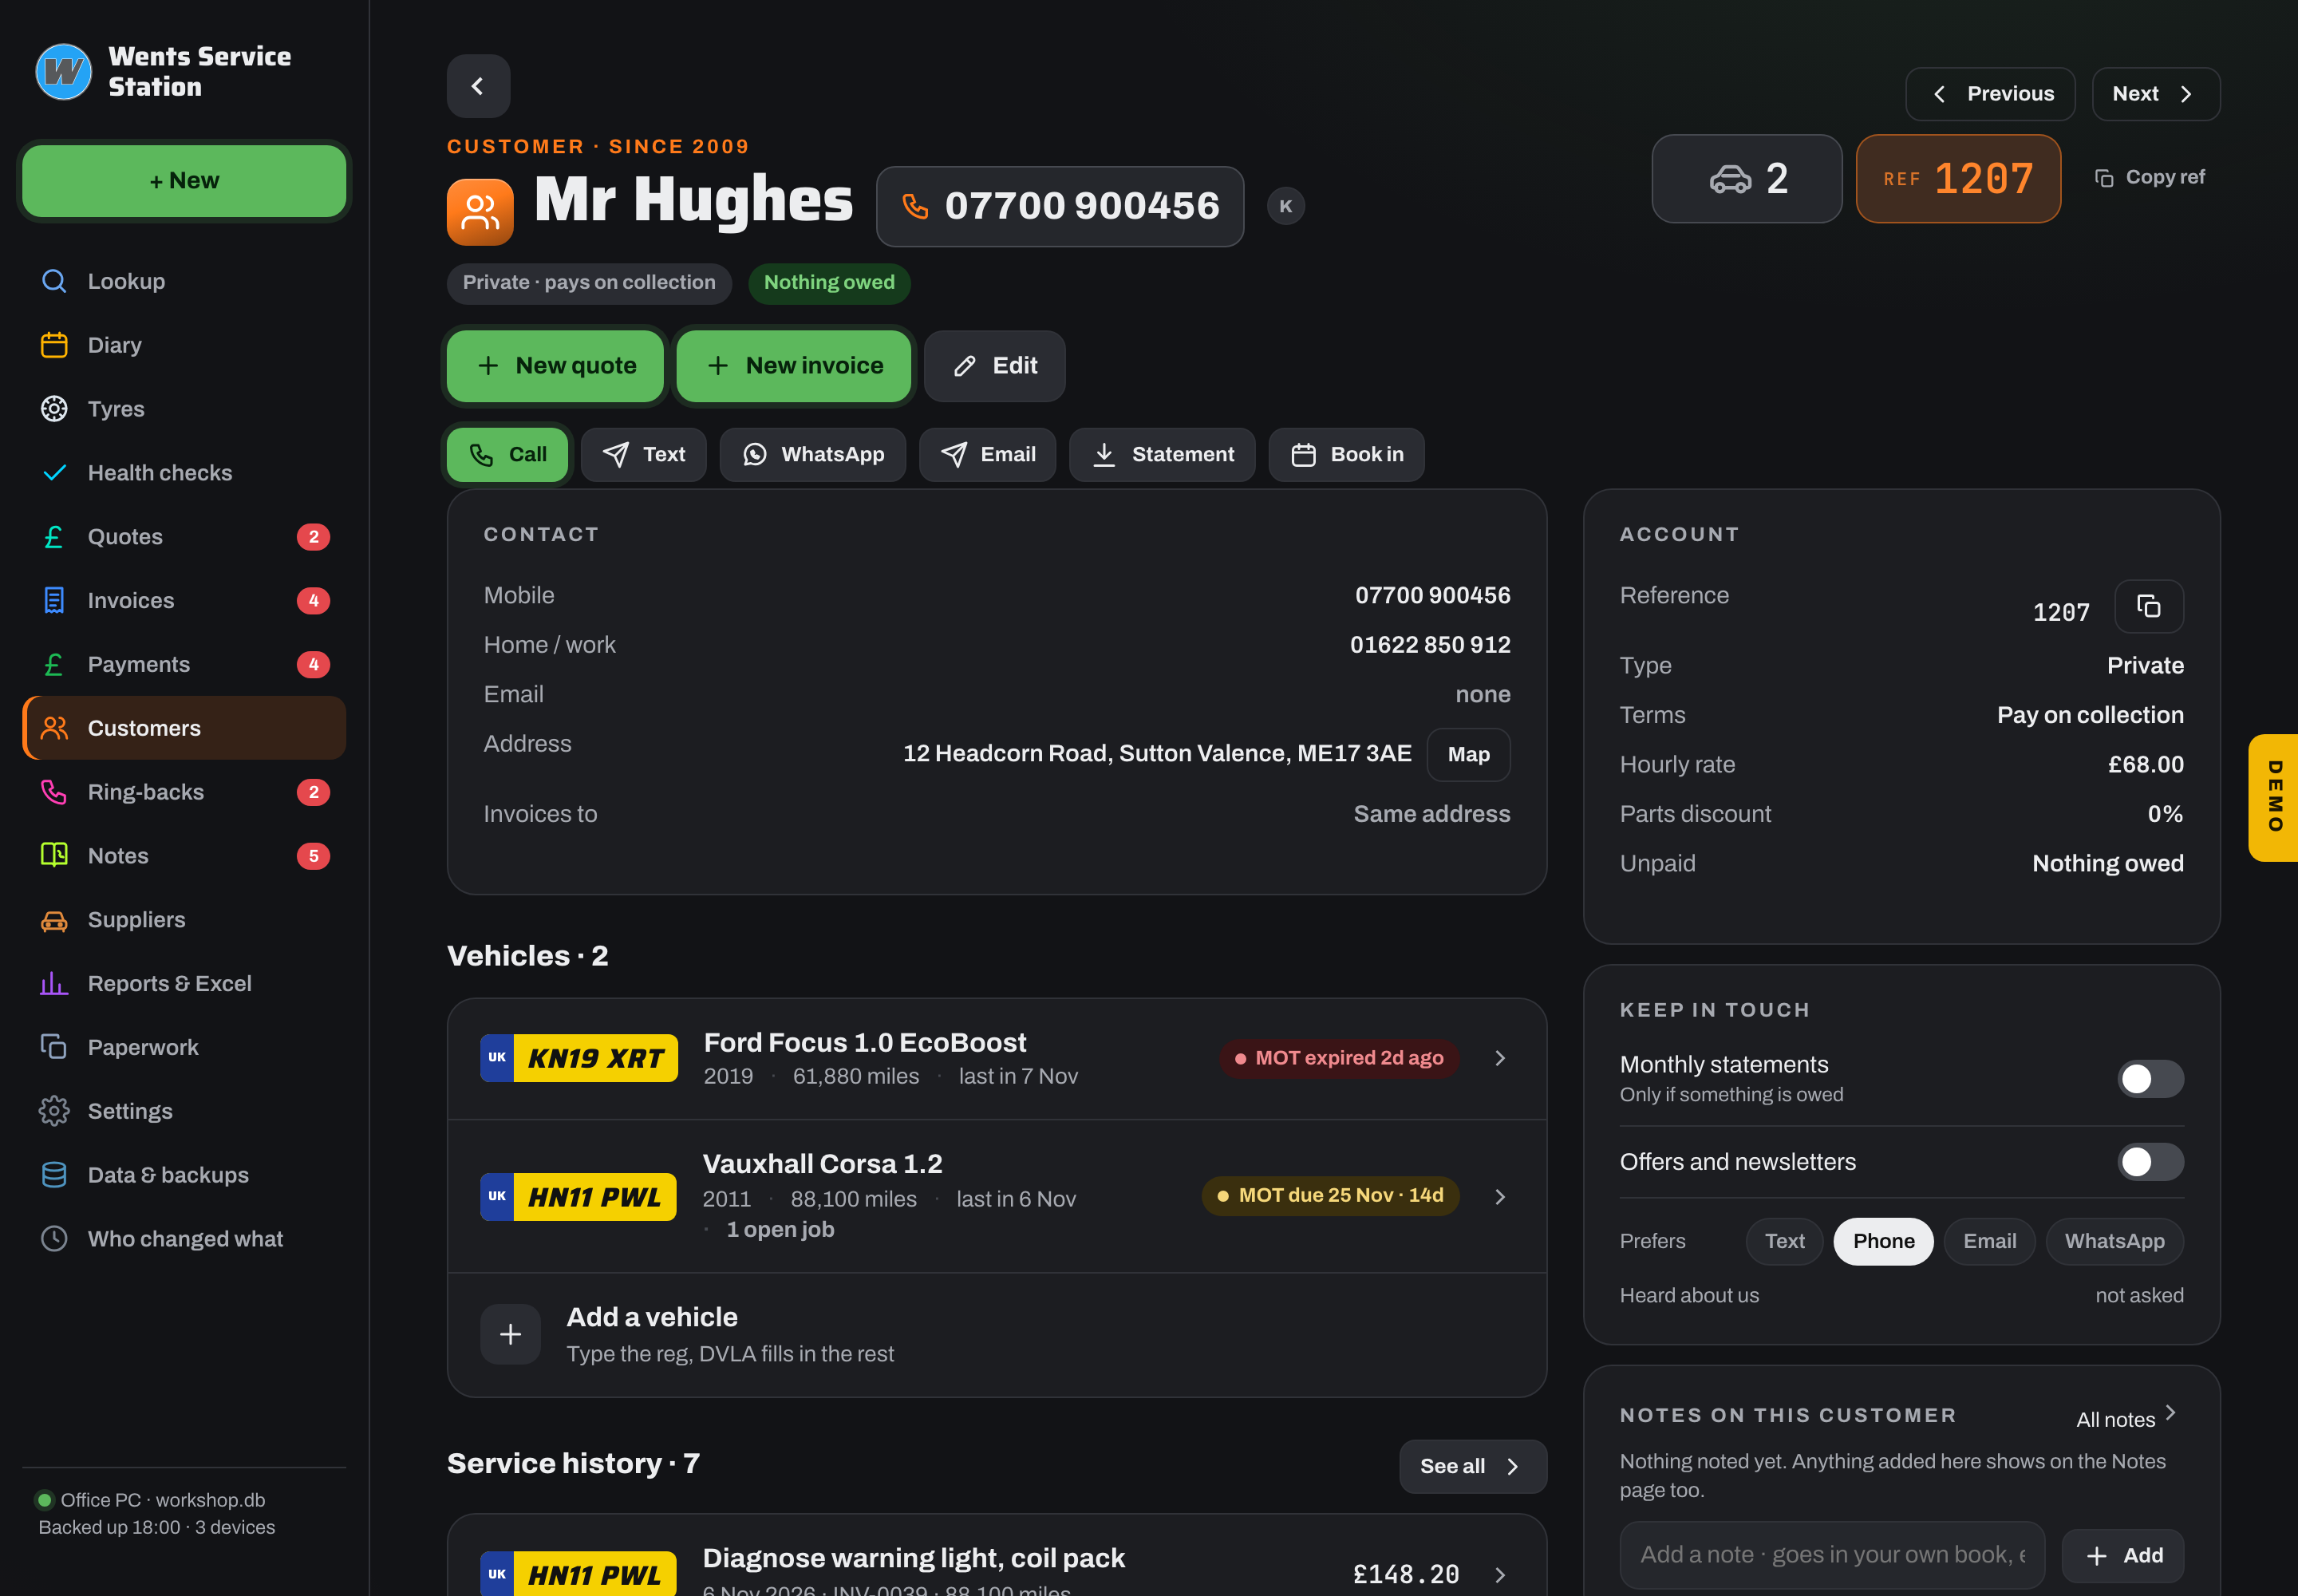 Wents Service
Station
+ New
Lookup
Diary
Tyres
Health checks
Quotes 2
Invoices 4
Payments 4
Customers
Ring-backs 2
Notes 5
Suppliers
Reports & Excel
Paperwork
Settings
Data & backups
Who changed what
Office PC · workshop.db
Backed up 18:00 · 3 devices
Previous
Next
CUSTOMER · SINCE 2009
Mr Hughes
07700 900456
K
2
REF 1207
Copy ref
Private · pays on collection
Nothing owed
New quote
New invoice
Edit
Call
Text
WhatsApp
Email
Statement
Book in
CONTACT
Mobile 07700 900456
Home / work 01622 850 912
Email none
Address 12 Headcorn Road, Sutton Valence, ME17 3AE Map
Invoices to Same address
Vehicles · 2
UK KN19 XRT
Ford Focus 1.0 EcoBoost
2019 · 61,880 miles · last in 7 Nov
MOT expired 2d ago
UK HN11 PWL
Vauxhall Corsa 1.2
2011 · 88,100 miles · last in 6 Nov
· 1 open job
MOT due 25 Nov · 14d
Add a vehicle
Type the reg, DVLA fills in the rest
Service history · 7
See all
UK HN11 PWL
Diagnose warning light, coil pack
6 Nov 2026 · INV-0039 · 88,100 miles
£148.20
ACCOUNT
Reference 1207
Type Private
Terms Pay on collection
Hourly rate £68.00
Parts discount 0%
Unpaid Nothing owed
KEEP IN TOUCH
Monthly statements
Only if something is owed
Offers and newsletters
Prefers Text Phone Email WhatsApp
Heard about us not asked
NOTES ON THIS CUSTOMER
All notes
Nothing noted yet. Anything added here shows on the Notes
page too.
Add a note · goes in your own book,
Add
DEMO